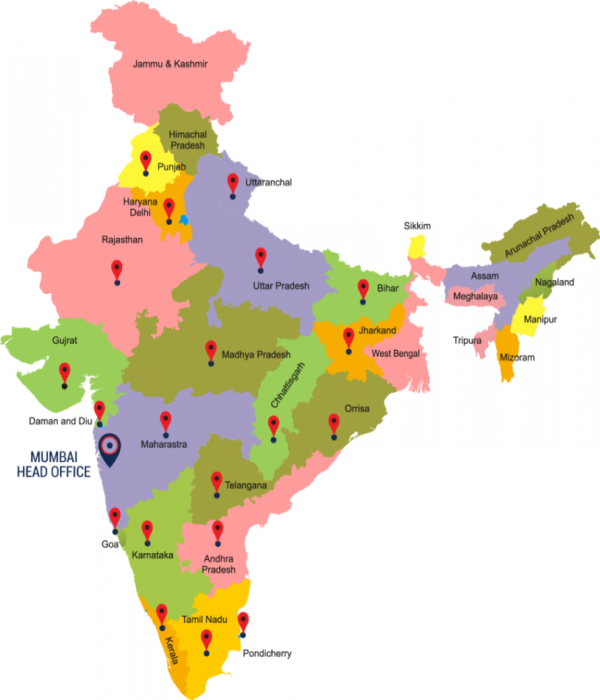 Jammu & Kashmir
Himachal
Pradesh
Punjab
Uttaranchal
Haryana
Delhi
Rajasthan
Sikkim
Arunachal Pradesh
Assam
Nagaland
Uttar Pradesh
Bihar
Meghalaya
Manipur
Gujrat
Jharkand
Tripura
Madhya Pradesh
West Bengal
Mizoram
Chhattisgarh
Orrisa
Daman and Diu
Maharastra
MUMBAI
HEAD OFFICE
Telangana
Goa
Karnataka
Andhra
Pradesh
Tamil Nadu
Kerala
Pondicherry